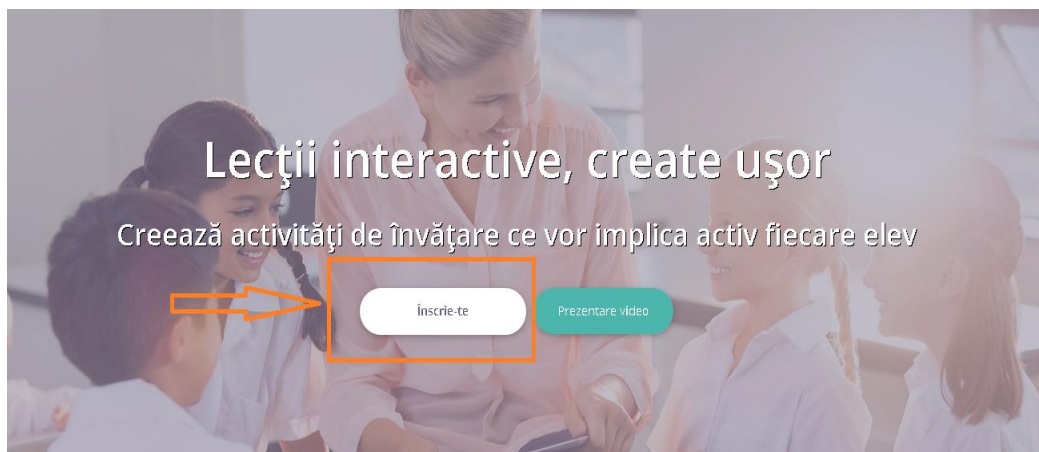 Lecţii interactive, create uşor
Creează activităţi de învăţare ce vor implica activ fiecare elev
Înscrie-te
Prezentare video